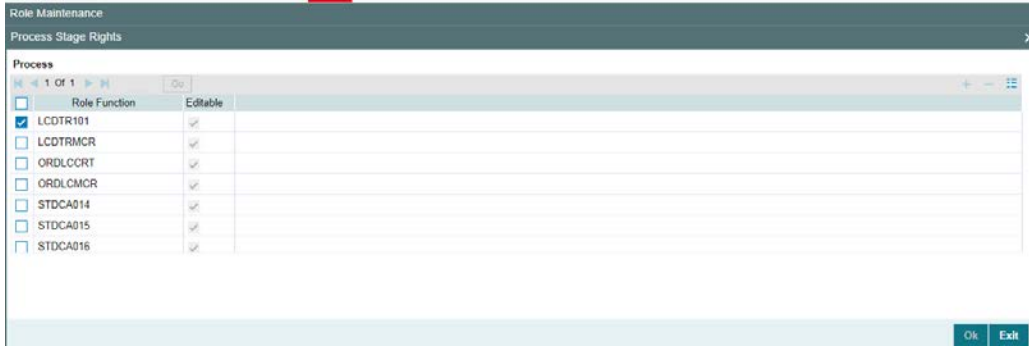 Role Maintenance
Process Stage Rights
Process
1 Of 1 Go
Role Function Editable
LCDTR101
LCDTRMCR
ORDLCCRT
ORDLCMCR
STDCA014
STDCA015
STDCA016
Ok Exit